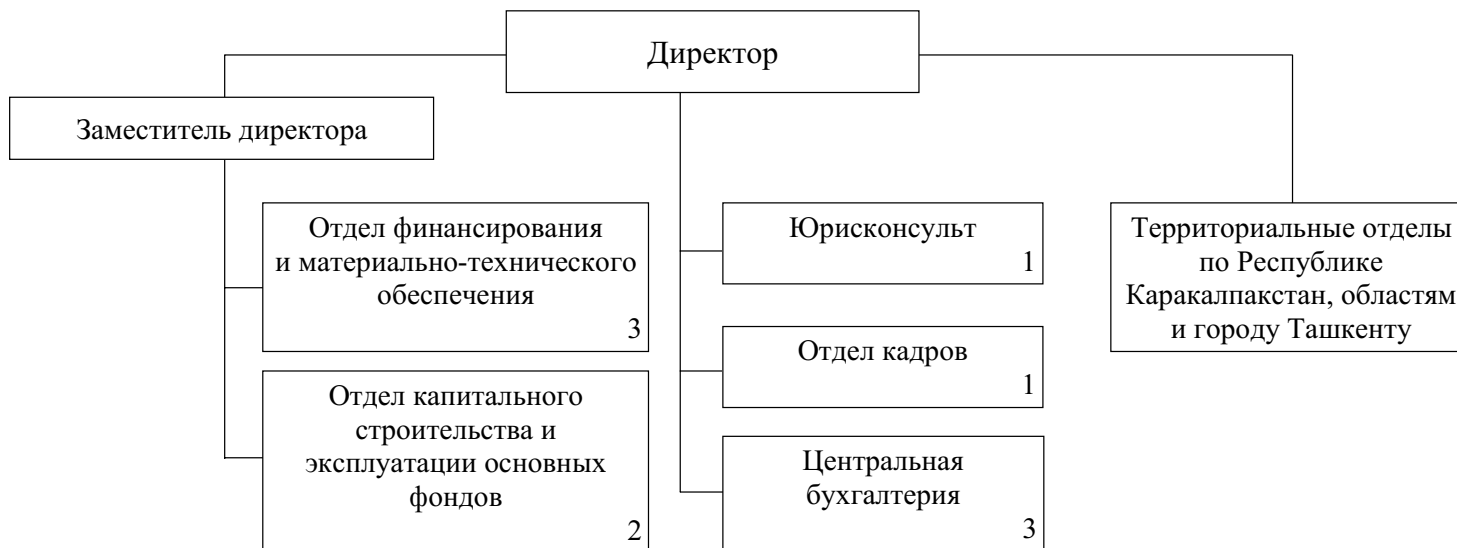 Директор
Заместитель директора
Отдел финансирования
и материально-технического
обеспечения
3
Отдел капитального
строительства и
эксплуатации основных
фондов
2
Юрисконсульт
1
Отдел кадров
1
Центральная
бухгалтерия
3
Территориальные отделы
по Республике
Каракалпакстан, областям
и городу Ташкенту